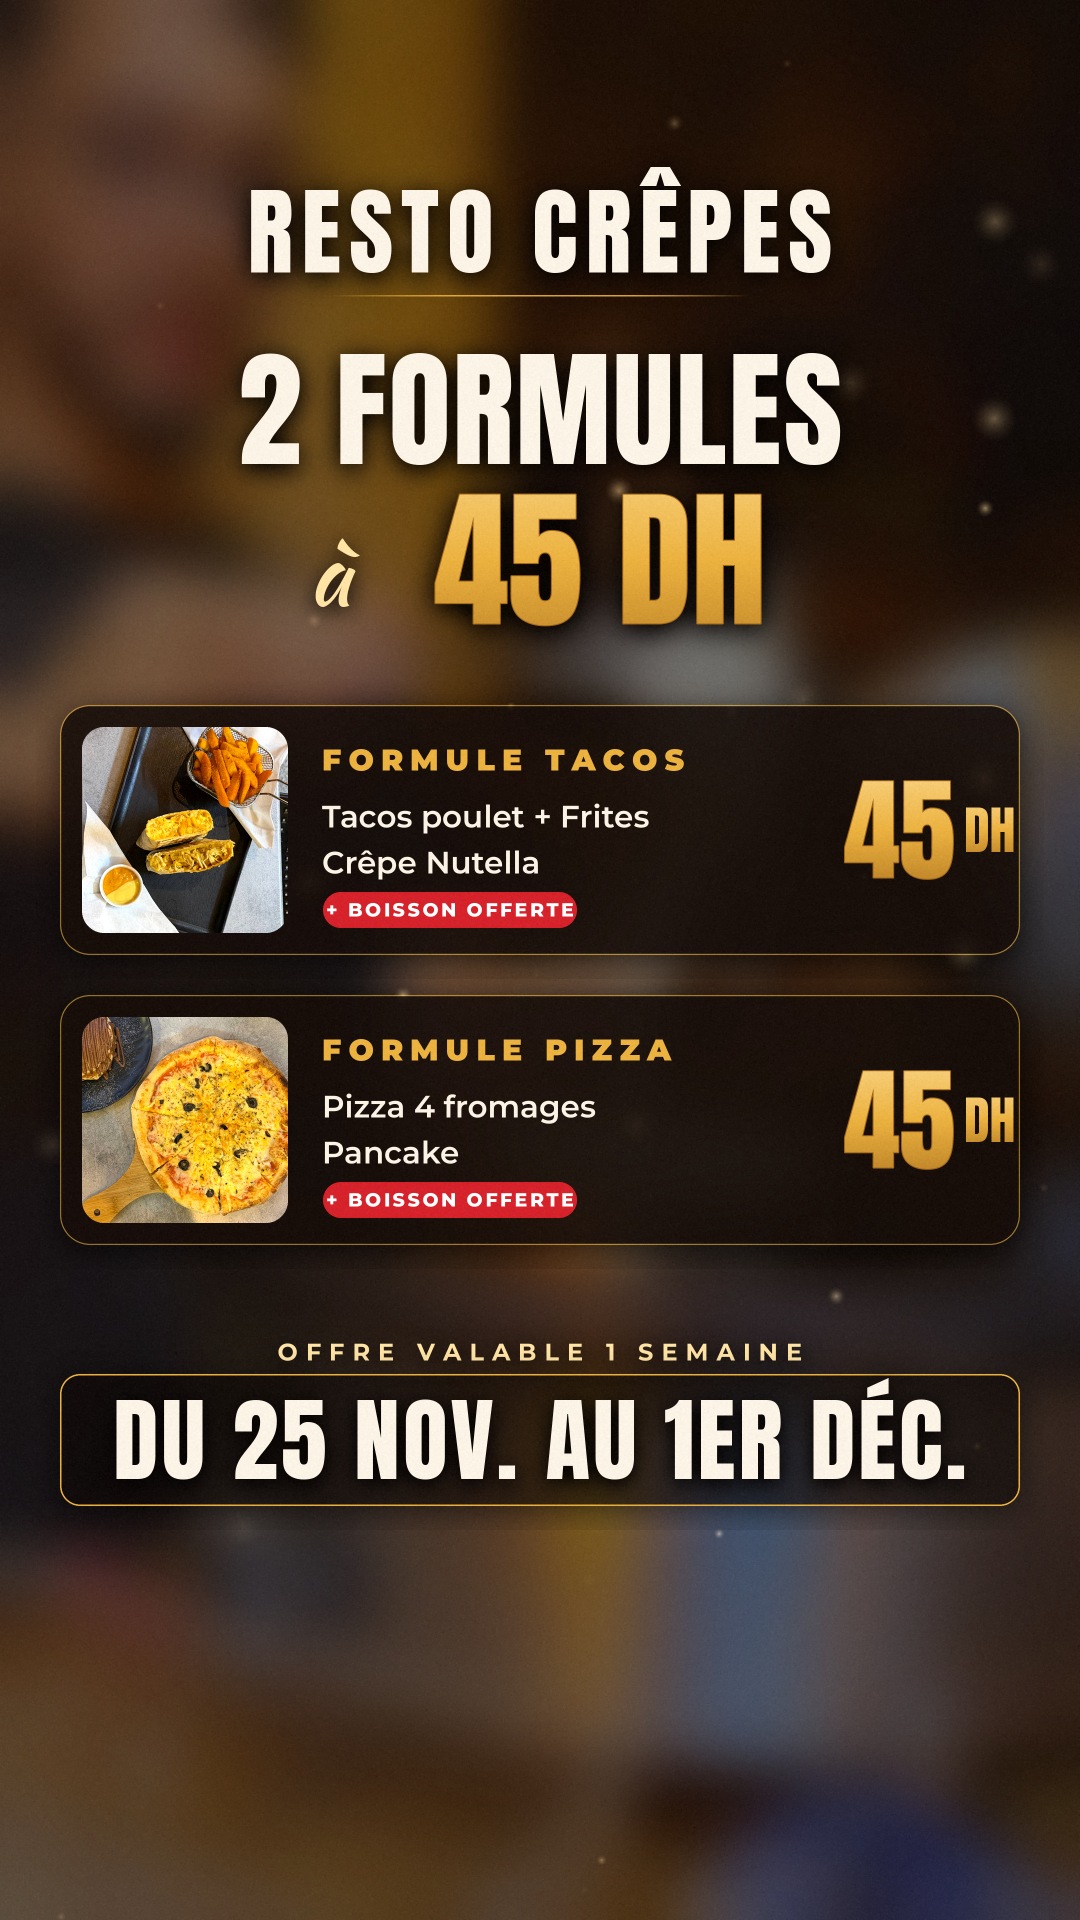 RESTO CRÊPES
2 FORMULES
à 45 DH
FORMULE TACOS
Tacos poulet + Frites
Crêpe Nutella
+ BOISSON OFFERTE
45 DH
FORMULE PIZZA
Pizza 4 fromages
Pancake
+ BOISSON OFFERTE
45 DH
OFFRE VALABLE 1 SEMAINE
DU 25 NOV. AU 1ER DÉC.